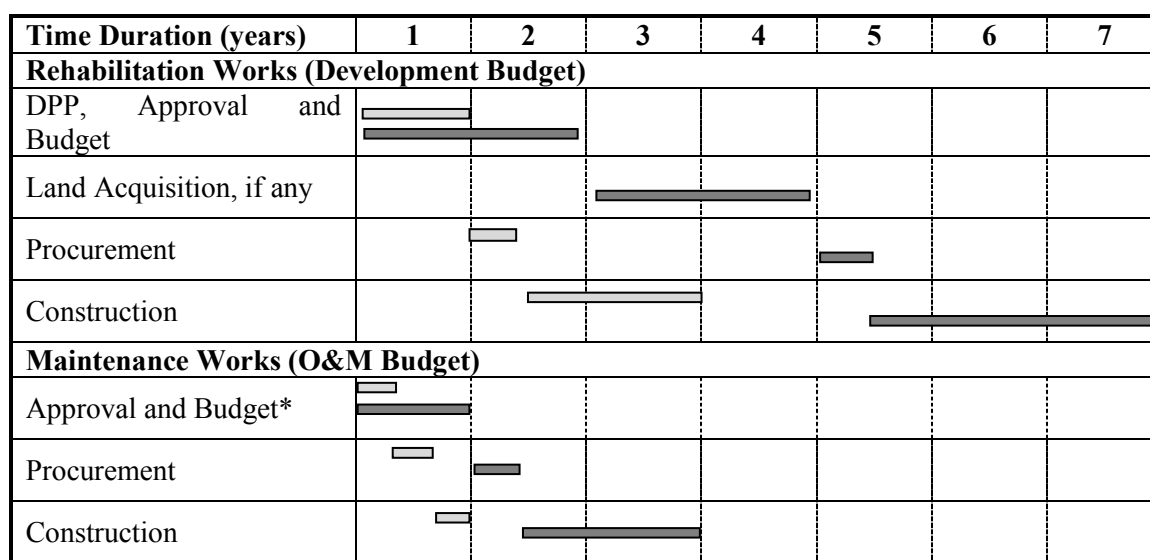 Time Duration (years) 1 2 3 4 5 6 7
Rehabilitation Works (Development Budget)
DPP, Approval and
Budget
Land Acquisition, if any
Procurement
Construction
Maintenance Works (O&M Budget)
Approval and Budget*
Procurement
Construction